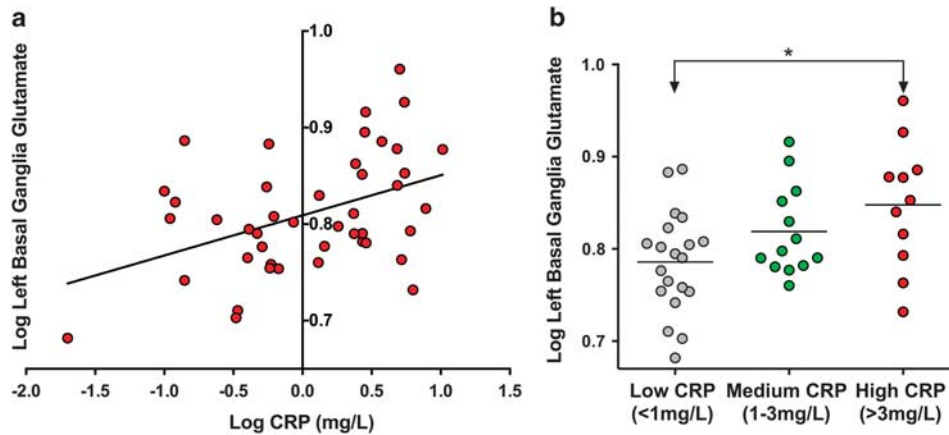 a
Log Left Basal Ganglia Glutamate
1.0
0.9
0.8
0.7
-2.0 -1.5 -1.0 -0.5 0.0 0.5 1.0 1.5
Log CRP (mg/L)
b
*
Log Left Basal Ganglia Glutamate
1.0
0.9
0.8
0.7
Low CRP Medium CRP High CRP
(<1mg/L) (1-3mg/L) (>3mg/L)